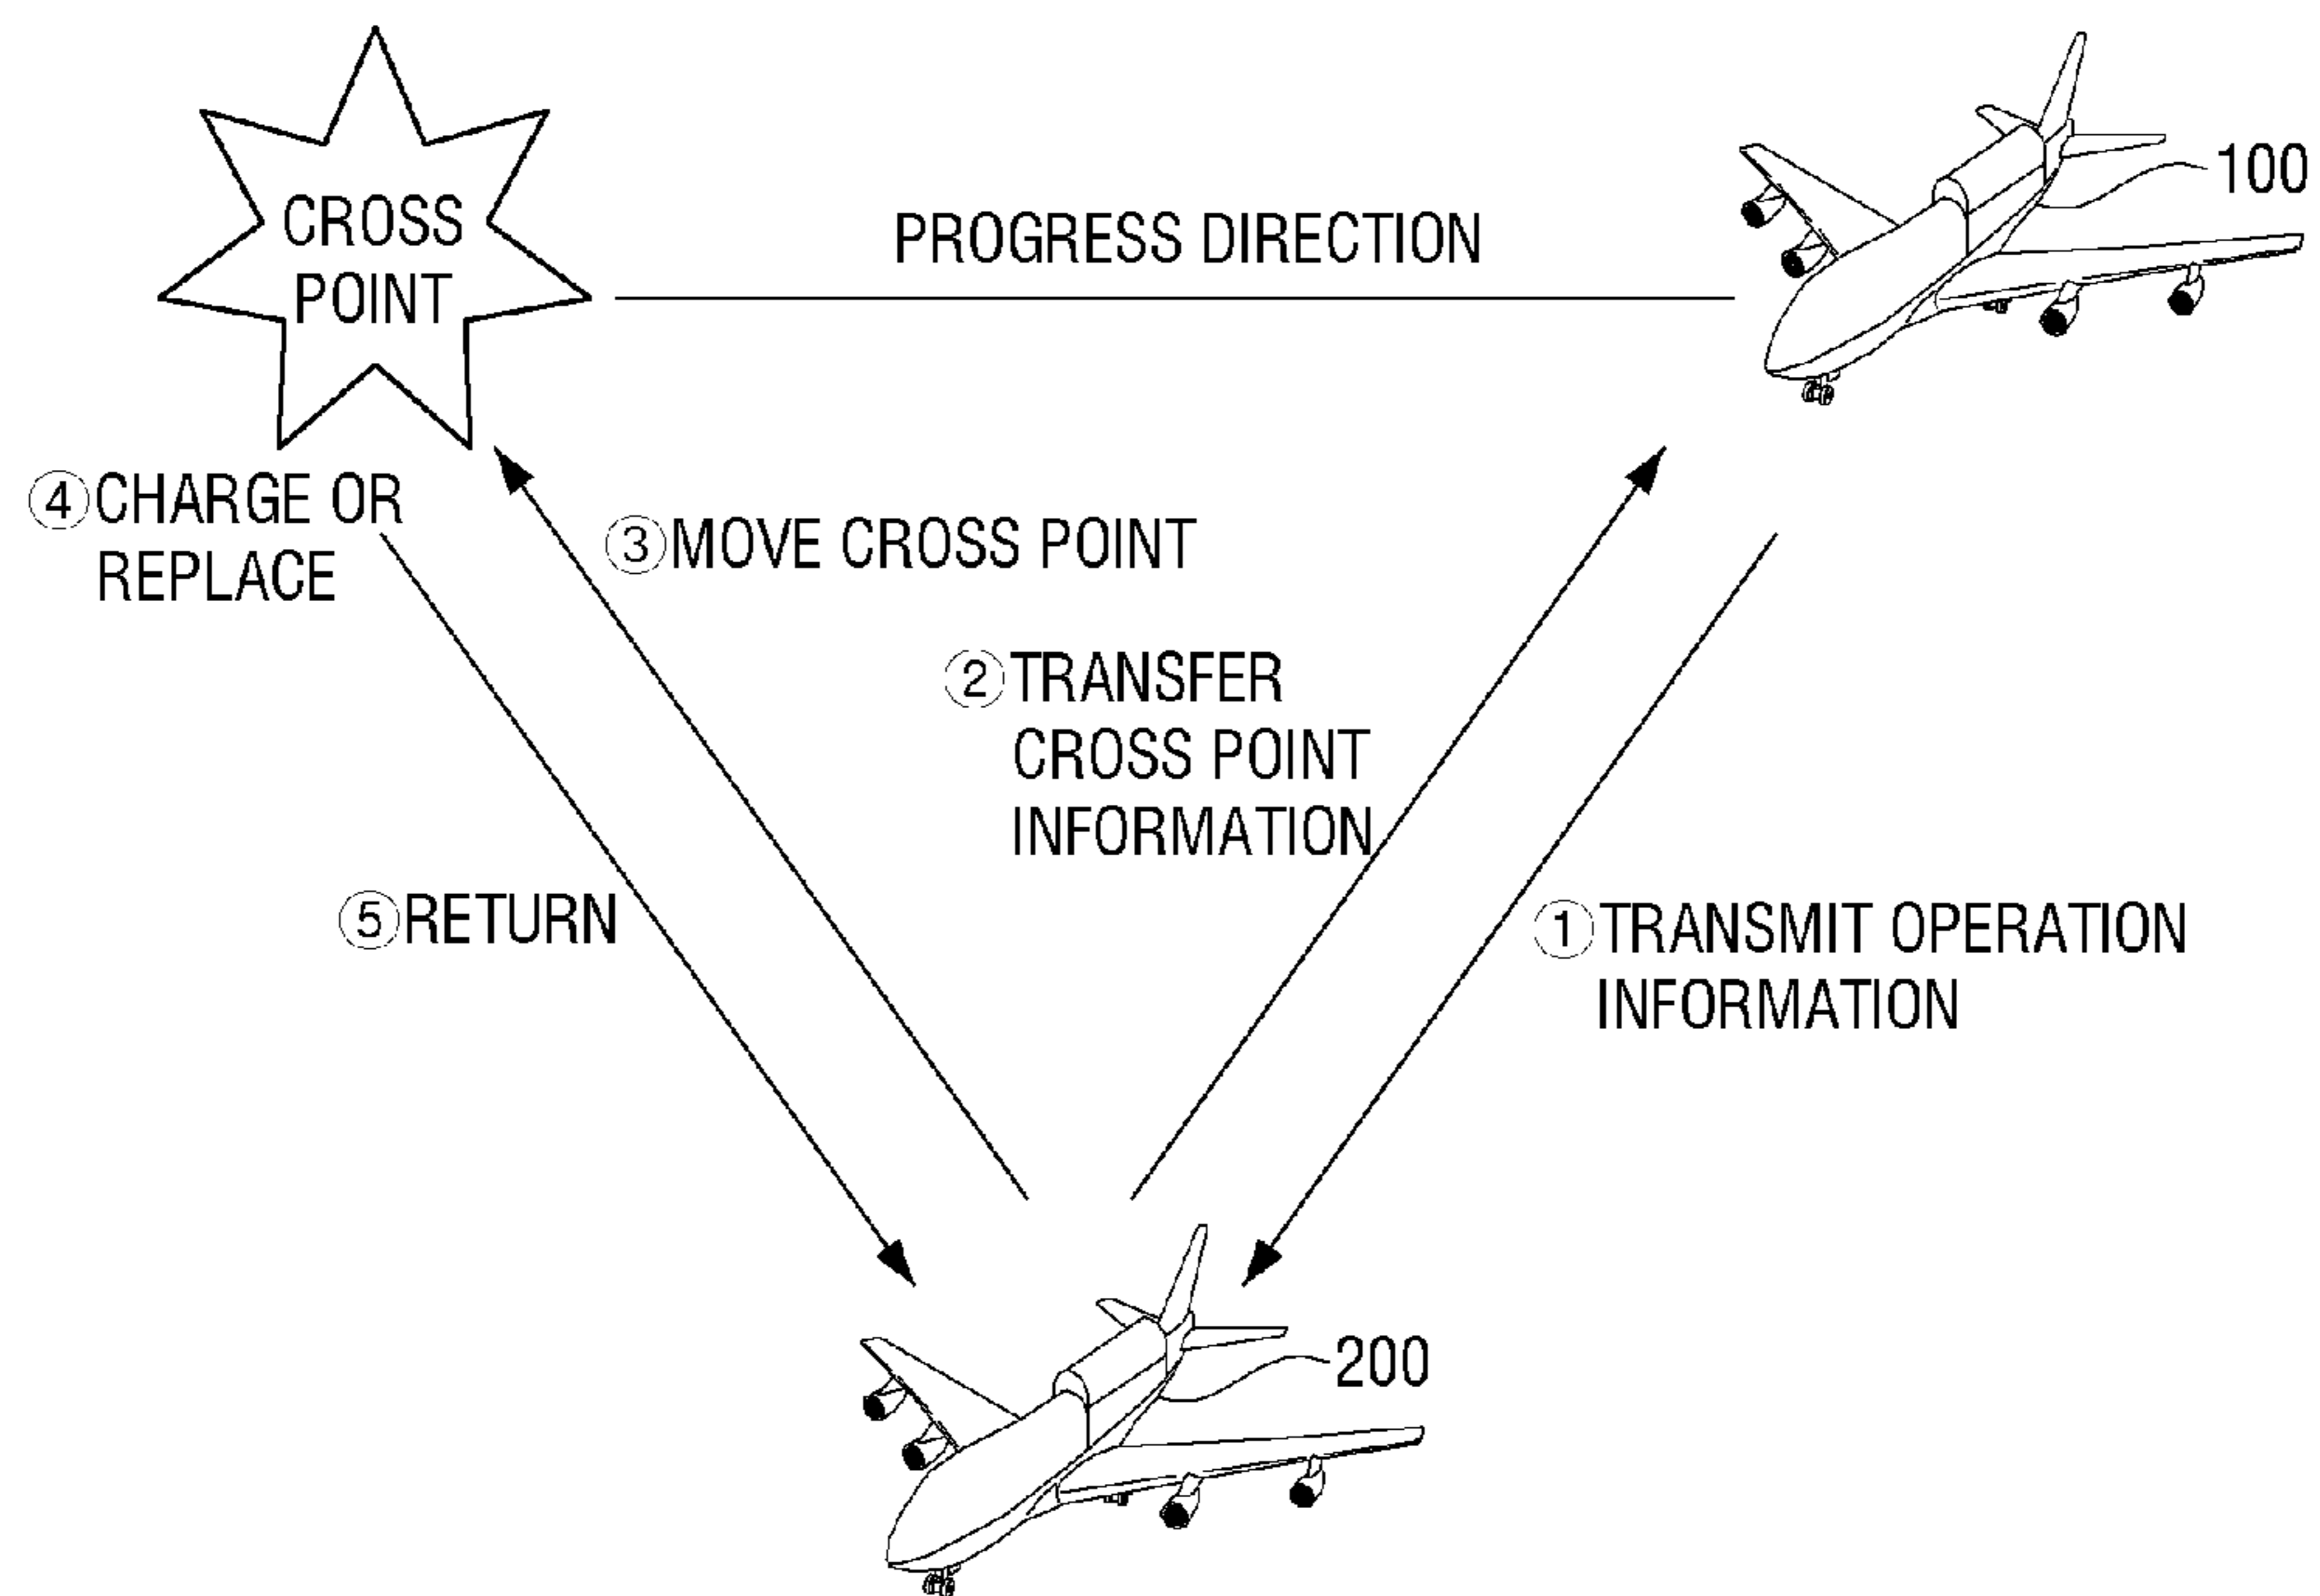 CROSS
POINT
PROGRESS DIRECTION
100
④CHARGE OR
REPLACE
③MOVE CROSS POINT
②TRANSFER
CROSS POINT
INFORMATION
⑤RETURN
①TRANSMIT OPERATION
INFORMATION
200